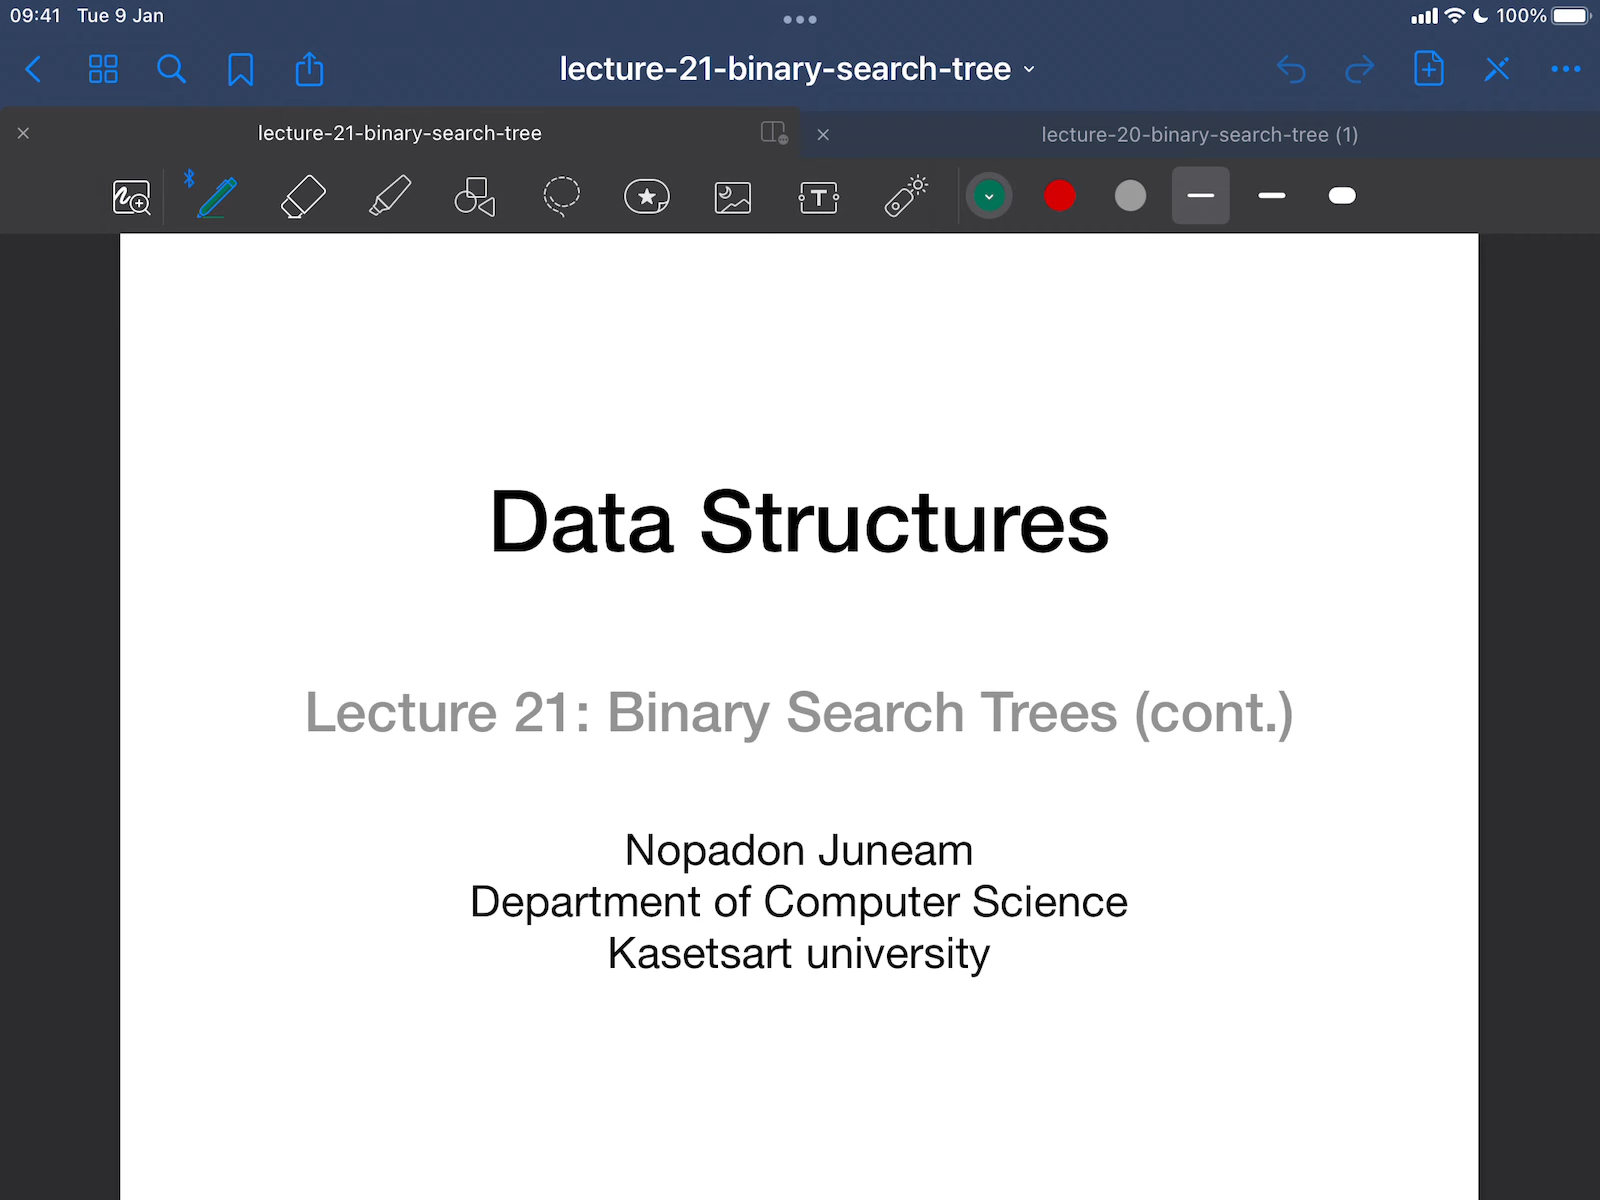 09:41 Tue 9 Jan
100%
lecture-21-binary-search-tree
lecture-21-binary-search-tree
lecture-20-binary-search-tree (1)
T
Data Structures
Lecture 21: Binary Search Trees (cont.)
Nopadon Juneam
Department of Computer Science
Kasetsart university